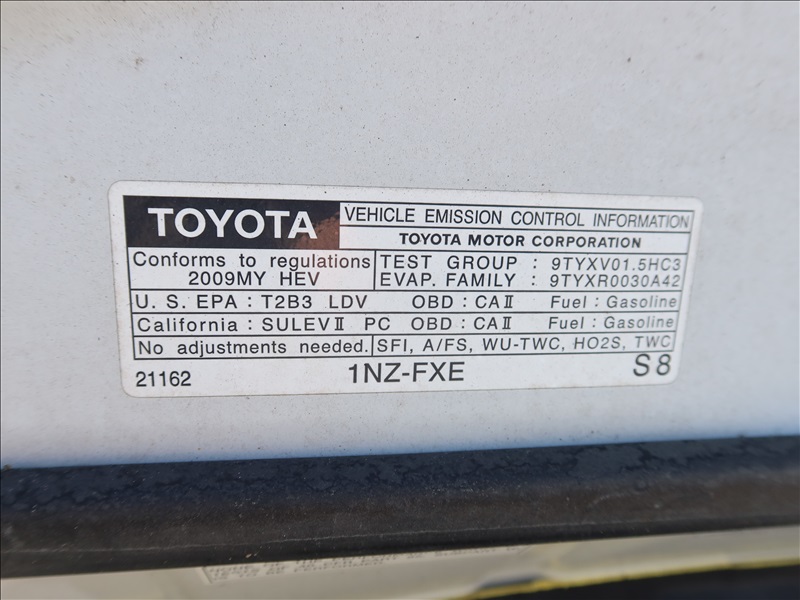 TOYOTA VEHICLE EMISSION CONTROL INFORMATION
TOYOTA MOTOR CORPORATION
Conforms to regulations TEST GROUP : 9TYXV01.5HC3
2009MY HEV EVAP. FAMILY : 9TYXR0030A42
U. S. EPA : T2B3 LDV OBD : CAⅡ Fuel : Gasoline
California : SULEVⅡ PC OBD : CAⅡ Fuel : Gasoline
No adjustments needed. SFI, A/FS, WU-TWC, HO2S, TWC
21162 1NZ-FXE S8